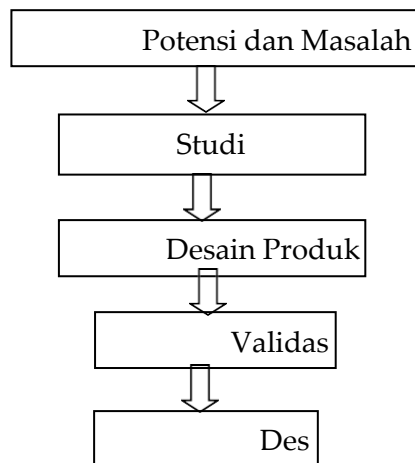 Potensi dan Masalah
Studi
Desain Produk
Validas
Des